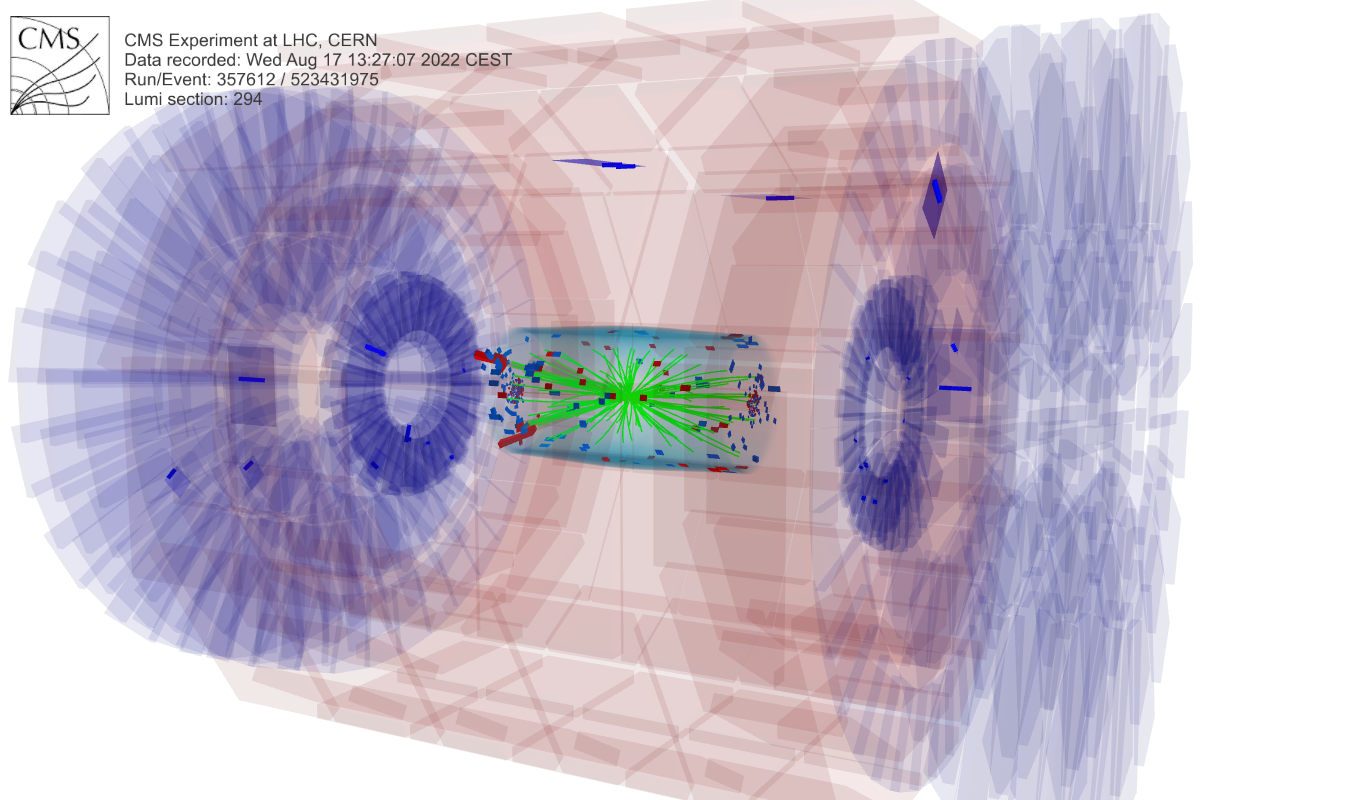 CMS
CMS Experiment at LHC, CERN
Data recorded: Wed Aug 17 13:27:07 2022 CEST
Run/Event: 357612 / 523431975
Lumi section: 294